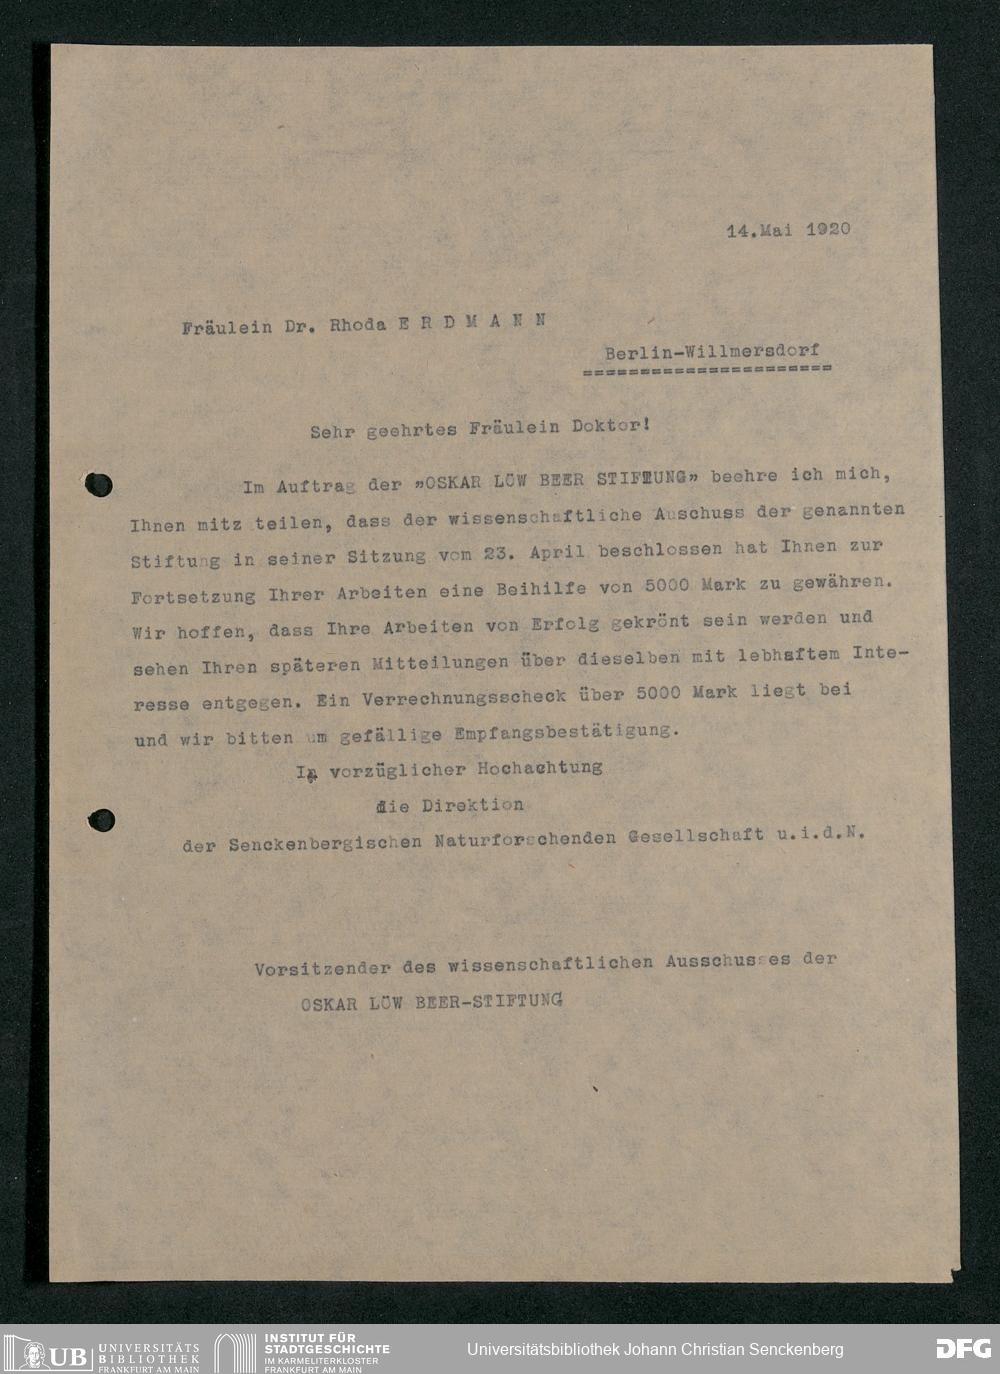 14.Mai 1920
Fräulein Dr. Rhoda E R D M A N N
Berlin-Willmersdorf
======================
Sehr geehrtes Fräulein Doktor!
Im Auftrag der „OSKAR LÖW BEER STIFTUNG" beehre ich mich,
Ihnen mitz teilen, dass der wissenschaftliche Auschuss der genannten
Stiftung in seiner Sitzung vom 23. April beschlossen hat Ihnen zur
Fortsetzung Ihrer Arbeiten eine Beihilfe von 5000 Mark zu gewähren.
Wir hoffen, dass Ihre Arbeiten von Erfolg gekrönt sein werden und
sehen Ihren späteren Mitteilungen über dieselben mit lebhaftem Inte-
resse entgegen. Ein Verrechnungsscheck über 5000 Mark liegt bei
und wir bitten um gefällige Empfangsbestätigung.
In vorzüglicher Hochachtung
die Direktion
der Senckenbergischen Naturforschenden Gesellschaft u.i.d.N.
Vorsitzender des wissenschaftlichen Ausschusses der
OSKAR LÖW BEER-STIFTUNG
UB UNIVERSITÄTS
BIBLIOTHEK
FRANKFURT AM MAIN
INSTITUT FÜR
STADTGESCHICHTE
IM KARMELITERKLOSTER
FRANKFURT AM MAIN
Universitätsbibliothek Johann Christian Senckenberg
DFG